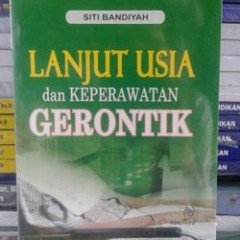 SITI BANDIYAH
LANJUT USIA
dan KEPERAWATAN
GERONTIK